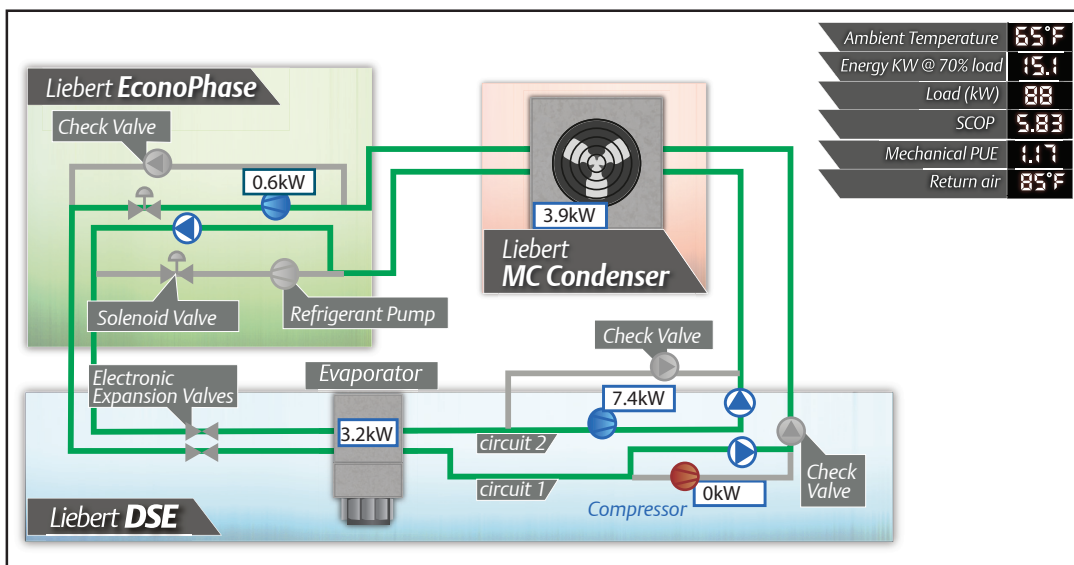 Ambient Temperature 65°F
Energy KW @ 70% load 15.1
Load (kW) 88
SCOP 5.83
Mechanical PUE 1.17
Return air 85°F
Liebert EconoPhase
Check Valve
0.6kW
Solenoid Valve
Refrigerant Pump
3.9kW
Liebert
MC Condenser
Check Valve
Electronic
Expansion Valves
Evaporator
3.2kW
7.4kW
circuit 2
circuit 1
Compressor
0kW
Check
Valve
Liebert DSE